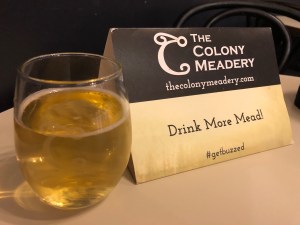 The
Colony
Meadery
thecolonymeadery.com
Drink More Mead!
#getbuzzed